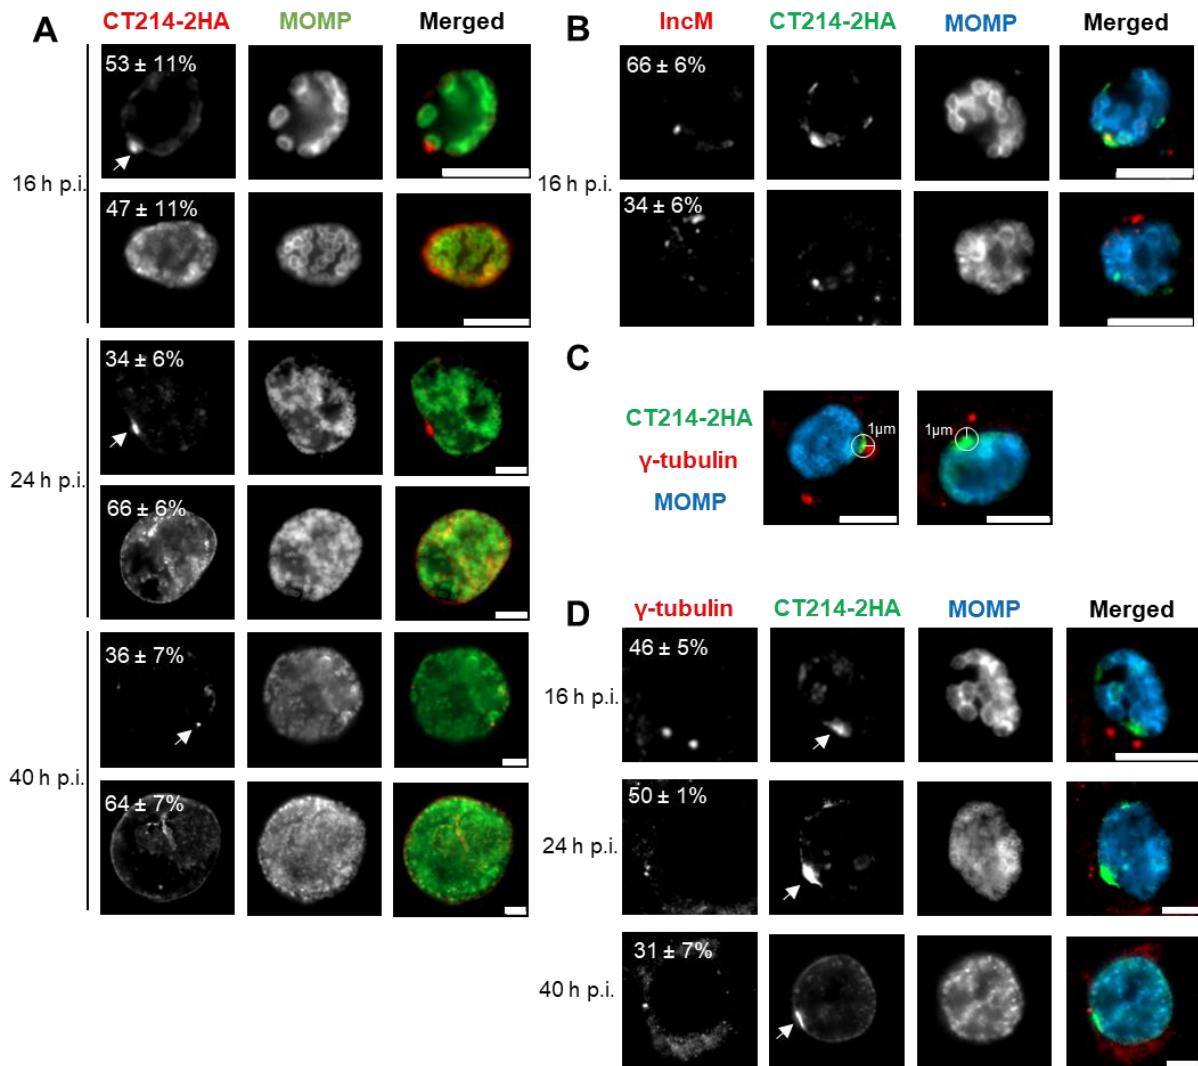 A
CT214-2HA MOMP Merged
16 h p.i.
53 ± 11%
47 ± 11%
24 h p.i.
34 ± 6%
66 ± 6%
40 h p.i.
36 ± 7%
64 ± 7%
B
IncM CT214-2HA MOMP Merged
16 h p.i.
66 ± 6%
34 ± 6%
C
CT214-2HA
γ-tubulin
MOMP
1µm
1µm
D
γ-tubulin CT214-2HA MOMP Merged
16 h p.i.
46 ± 5%
24 h p.i.
50 ± 1%
40 h p.i.
31 ± 7%